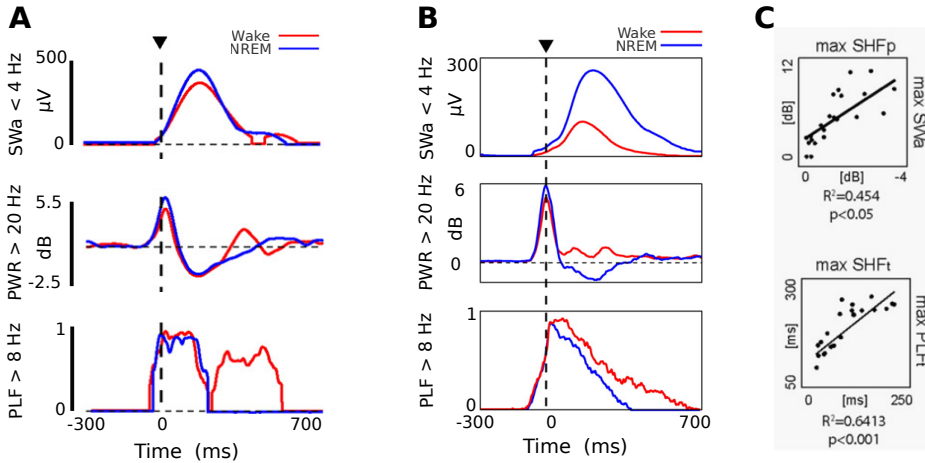 A
Wake
NREM
SWa < 4 Hz
µV
500
0
PWR > 20 Hz
dB
5.5
-2.5
PLF > 8 Hz
1
0
-300
0
700
Time (ms)
B
Wake
NREM
SWa < 4 Hz
µV
300
0
PWR > 20 Hz
dB
6
0
PLF > 8 Hz
1
0
-300
0
700
Time (ms)
C
max SHFp
12
[dB]
0
max SWa
0
[dB]
-4
R²=0.454
p<0.05
max SHFt
300
[ms]
50
max PLFt
0
[ms]
250
R²=0.6413
p<0.001